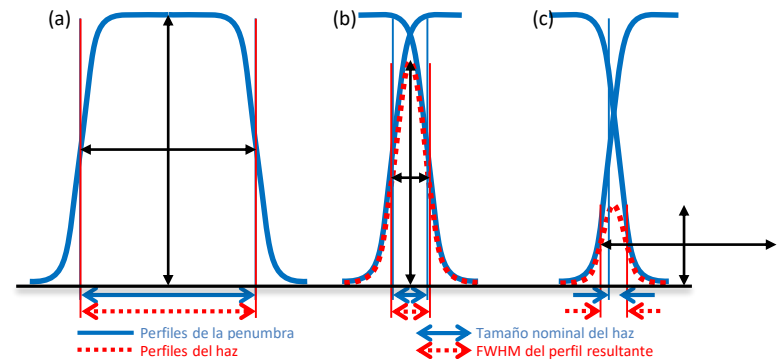 (a)
(b)
(c)
Perfiles de la penumbra
Tamaño nominal del haz
Perfiles del haz
FWHM del perfil resultante